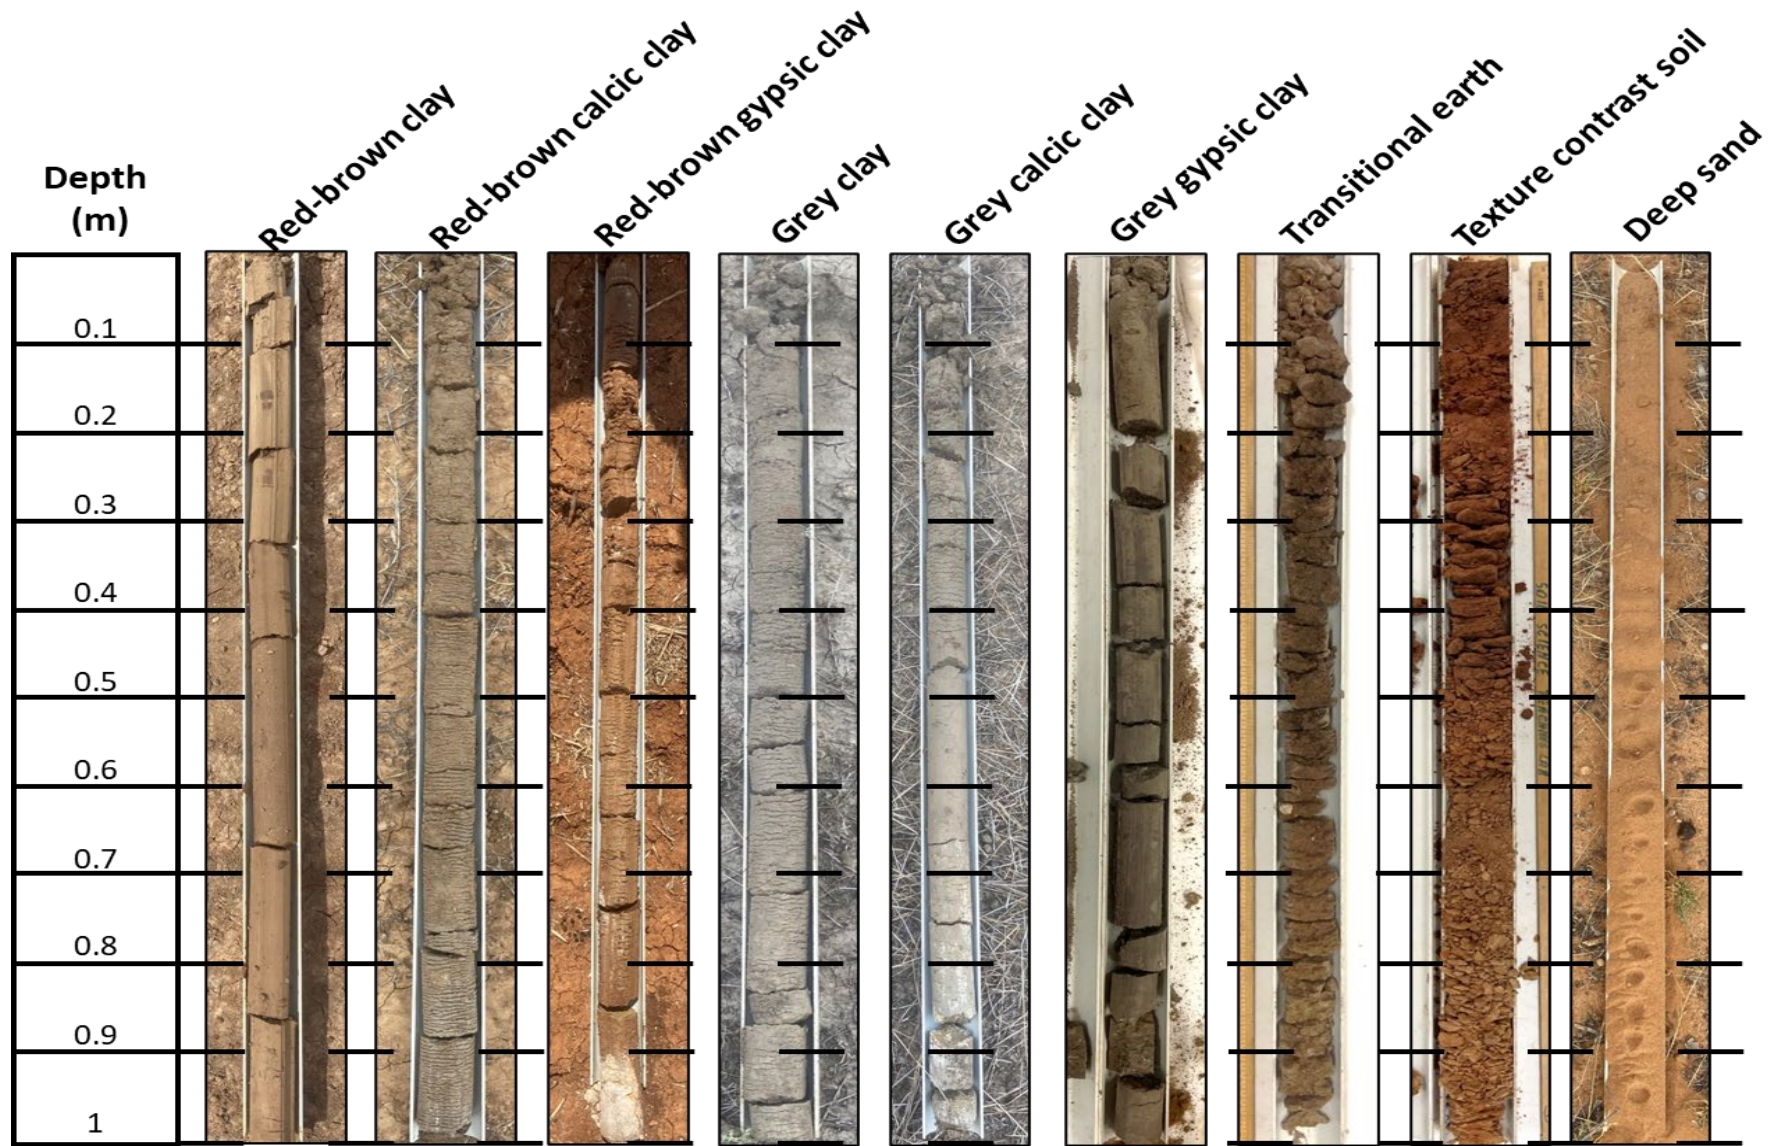 Depth
(m)
Red-brown clay
Red-brown calcic clay
Red-brown gypsic clay
Grey clay
Grey calcic clay
Grey gypsic clay
Transitional earth
Texture contrast soil
Deep sand
0.1
0.2
0.3
0.4
0.5
0.6
0.7
0.8
0.9
1